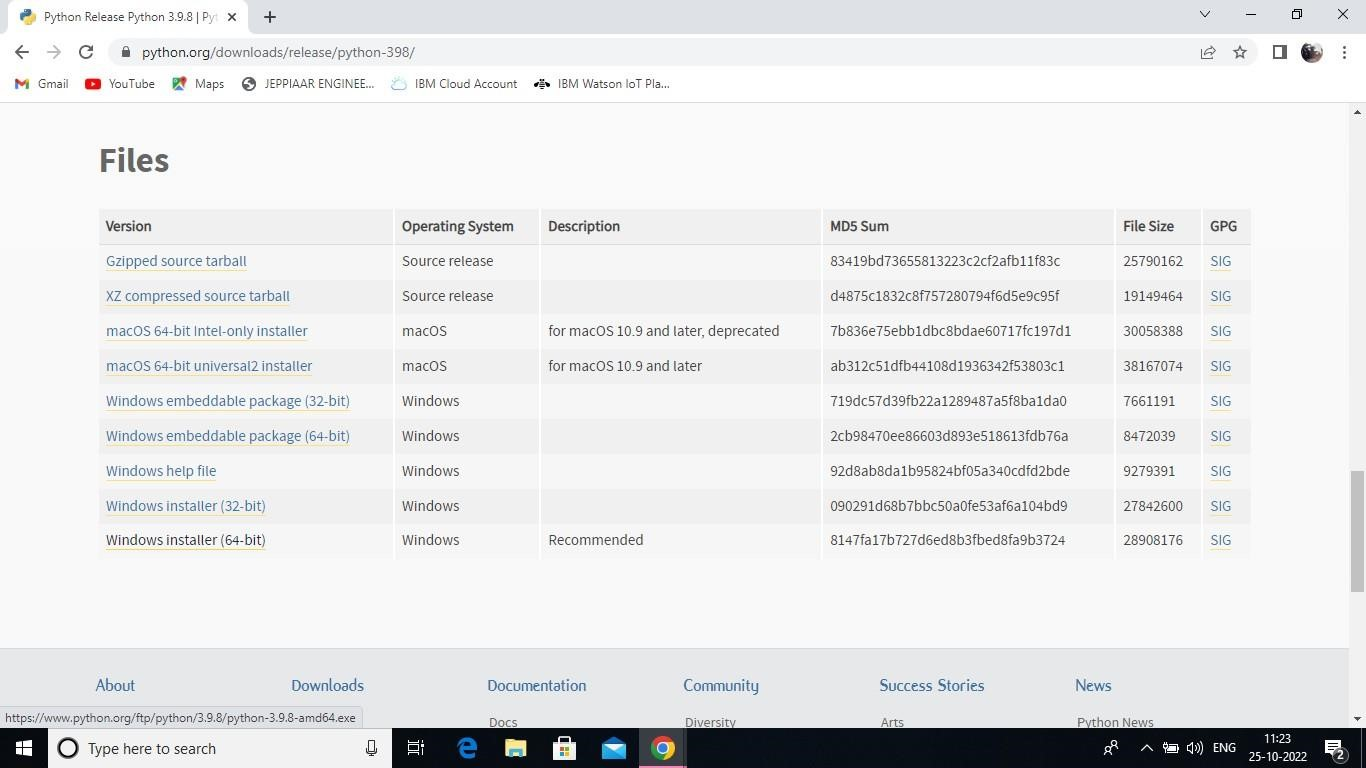 Python Release Python 3.9.8 | Pyt
python.org/downloads/release/python-398/
Gmail YouTube Maps JEPPIAAR ENGINEE... IBM Cloud Account IBM Watson IoT Pla...
Files
Version Operating System Description MD5 Sum File Size GPG
Gzipped source tarball Source release 83419bd73655813223c2cf2afb11f83c 25790162 SIG
XZ compressed source tarball Source release d4875c1832c8f757280794f6d5e9c95f 19149464 SIG
macOS 64-bit Intel-only installer macOS for macOS 10.9 and later, deprecated 7b836e75ebb1dbc8bdae60717fc197d1 30058388 SIG
macOS 64-bit universal2 installer macOS for macOS 10.9 and later ab312c51dfb44108d1936342f53803c1 38167074 SIG
Windows embeddable package (32-bit) Windows 719dc57d39fb22a1289487a5f8ba1da0 7661191 SIG
Windows embeddable package (64-bit) Windows 2cb98470ee86603d893e518613fdb76a 8472039 SIG
Windows help file Windows 92d8ab8da1b95824bf05a340cdfd2bde 9279391 SIG
Windows installer (32-bit) Windows 090291d68b7bbc50a0fe53af6a104bd9 27842600 SIG
Windows installer (64-bit) Windows Recommended 8147fa17b727d6ed8b3fbed8fa9b3724 28908176 SIG
About Downloads Documentation Community Success Stories News
https://www.python.org/ftp/python/3.9.8/python-3.9.8-amd64.exe Docs Diversity Arts Python News
Type here to search ENG 11:23
25-10-2022 2